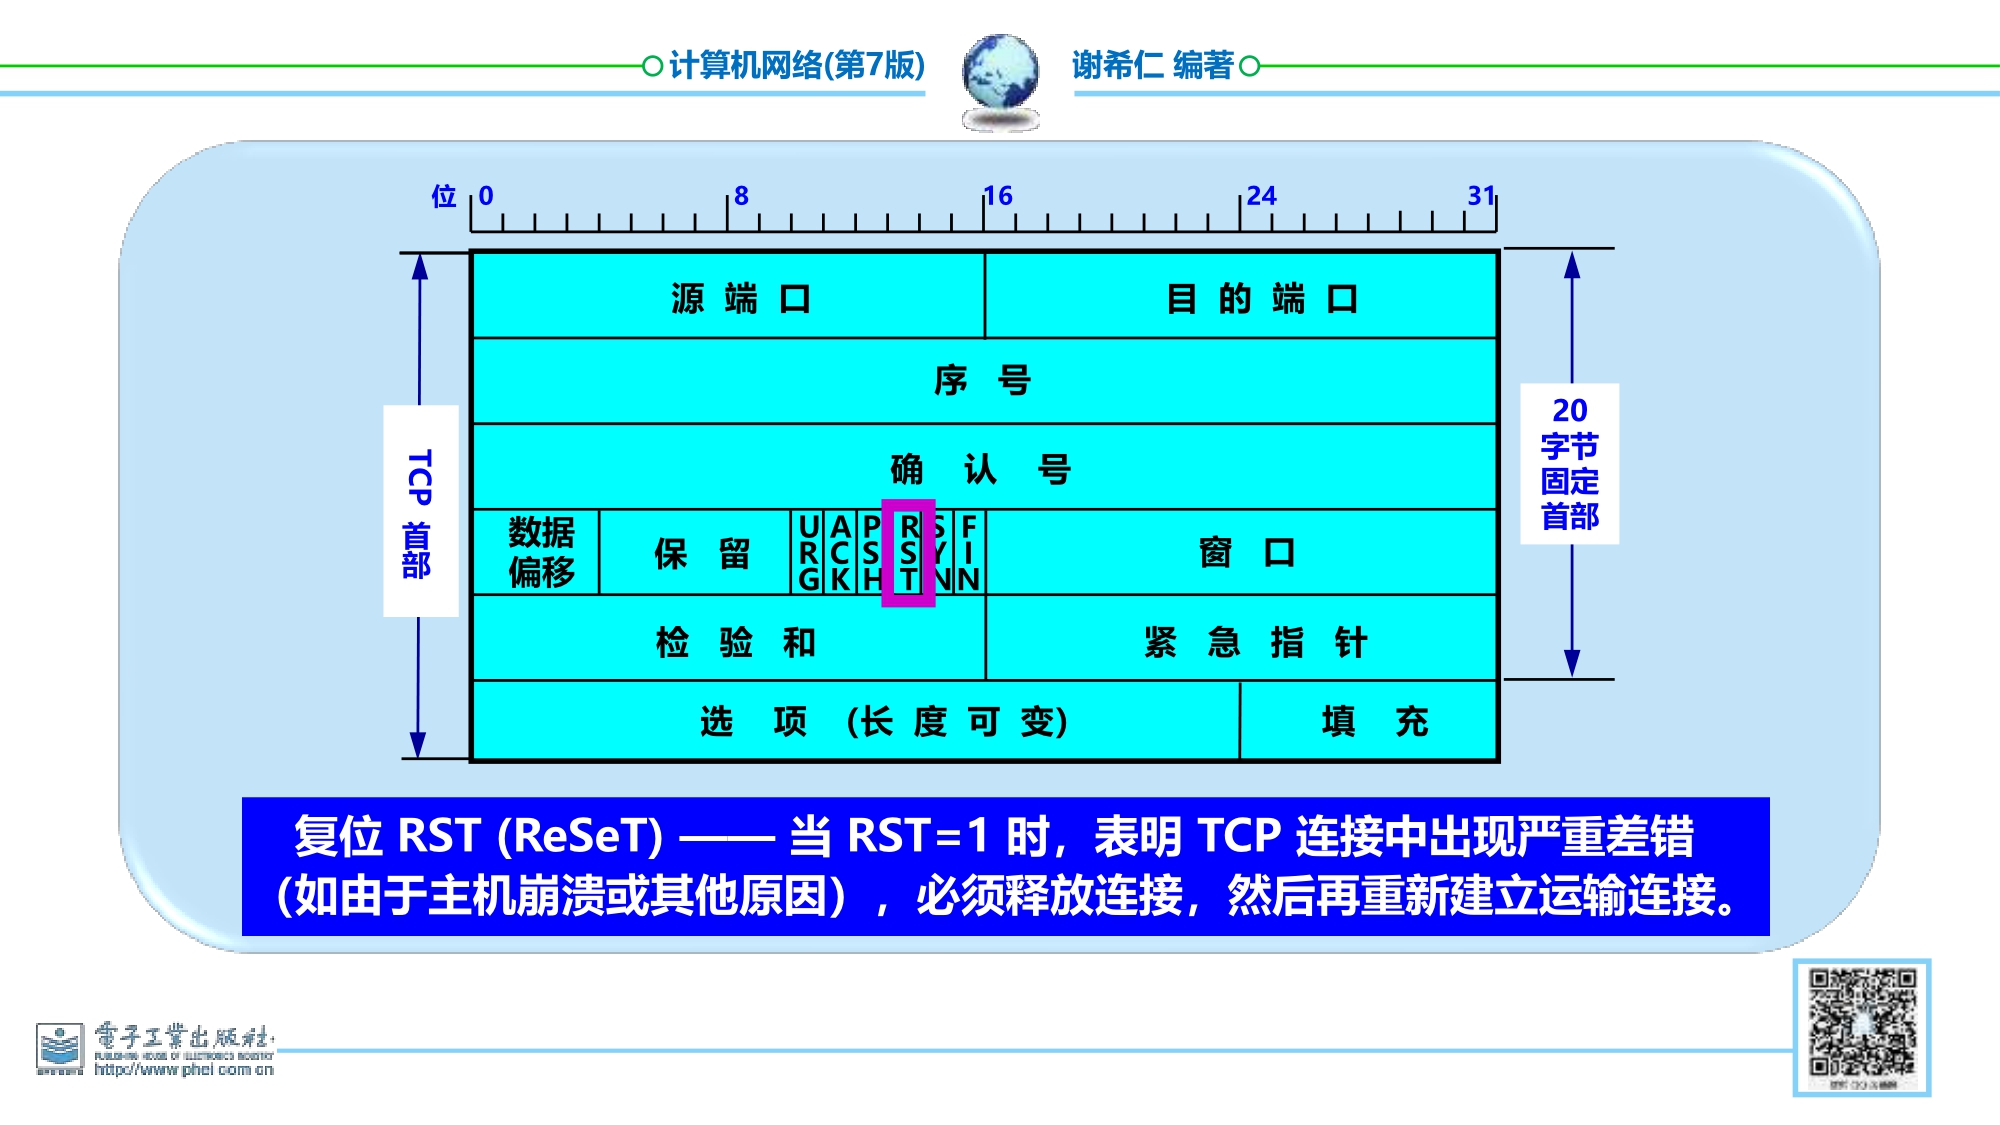 计算机网络(第7版) 谢希仁 编著
位 0 8 16 24 31
源 端 口 目 的 端 口
序 号
确 认 号
数据偏移 保 留 URG ACK PSH RST SYN FIN 窗 口
检 验 和 紧 急 指 针
选 项 (长 度 可 变) 填 充
TCP 首部
20
字节
固定
首部
复位 RST (ReSeT) —— 当 RST=1 时，表明 TCP 连接中出现严重差错
（如由于主机崩溃或其他原因），必须释放连接，然后再重新建立运输连接。
電子工業出版社
PUBLISHING HOUSE OF ELECTRONICS INDUSTRY
http://www.phei.com.cn